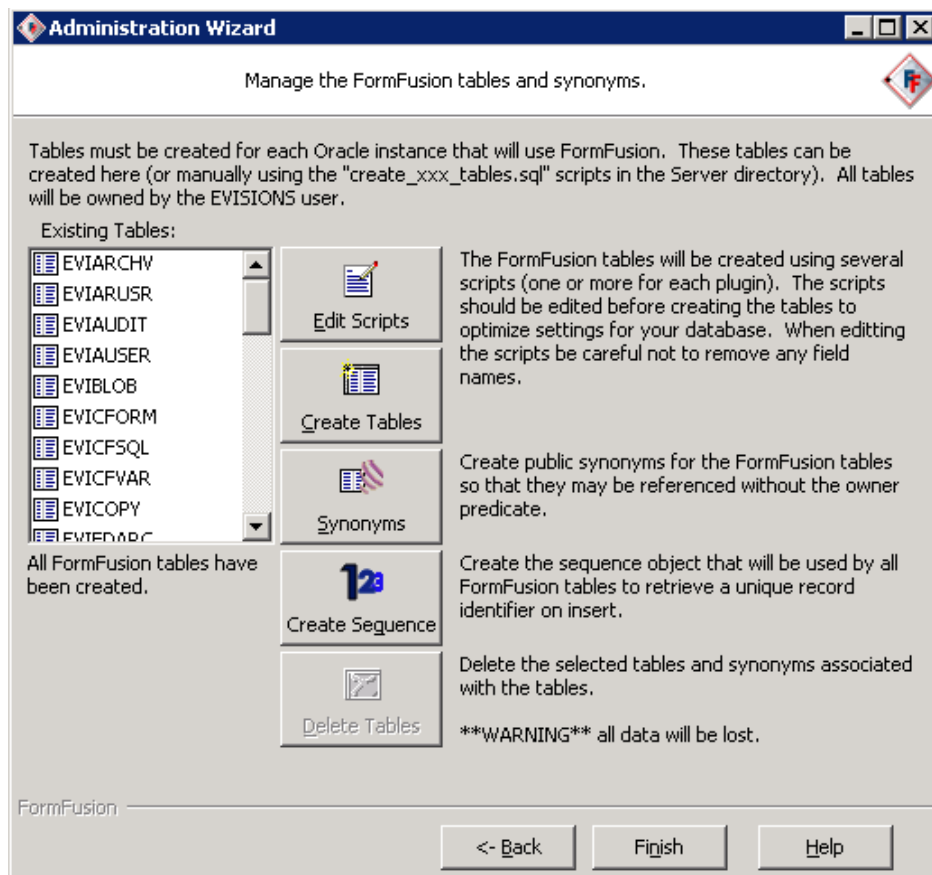 Administration Wizard
Manage the FormFusion tables and synonyms.
FF
Tables must be created for each Oracle instance that will use FormFusion. These tables can be
created here (or manually using the "create_xxx_tables.sql" scripts in the Server directory). All tables
will be owned by the EVISIONS user.
Existing Tables:
EVIARCHV
EVIARUSR
EVIAUDIT
EVIAUSER
EVIBLOB
EVICFORM
EVICFSQL
EVICFVAR
EVICOPY
EVIEDARC
All FormFusion tables have
been created.
Edit Scripts
The FormFusion tables will be created using several
scripts (one or more for each plugin). The scripts
should be edited before creating the tables to
optimize settings for your database. When editting
the scripts be careful not to remove any field
names.
Create Tables
Synonyms
Create public synonyms for the FormFusion tables
so that they may be referenced without the owner
predicate.
123
Create Sequence
Create the sequence object that will be used by all
FormFusion tables to retrieve a unique record
identifier on insert.
Delete Tables
Delete the selected tables and synonyms associated
with the tables.
**WARNING** all data will be lost.
FormFusion
<- Back
Finish
Help